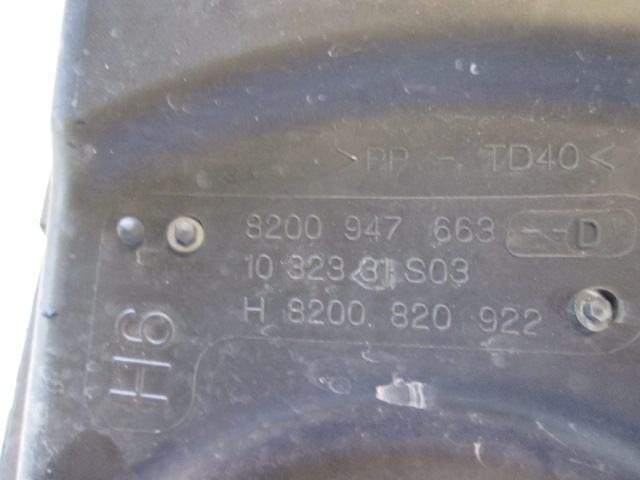 >PP - TD40<
8200 947 663 --D
10 323 31 S03
H 8200 820 922
H6